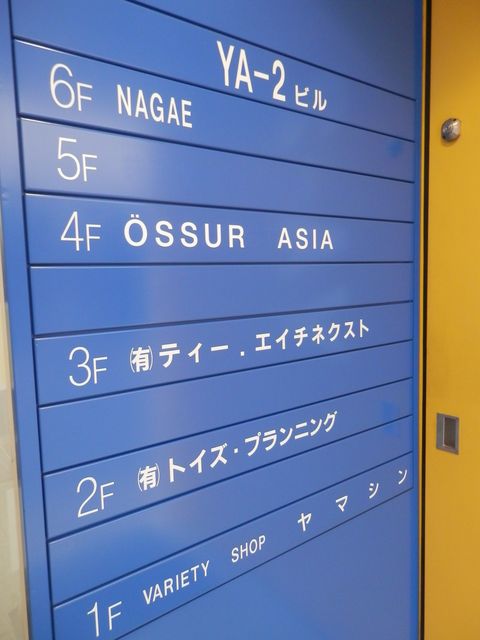 YA-2 ビル
6F NAGAE
5F
4F ÖSSUR ASIA
3F ㈲ティー．エイチネクスト
2F ㈲トイズ・プランニング
1F VARIETY SHOP ヤマシン